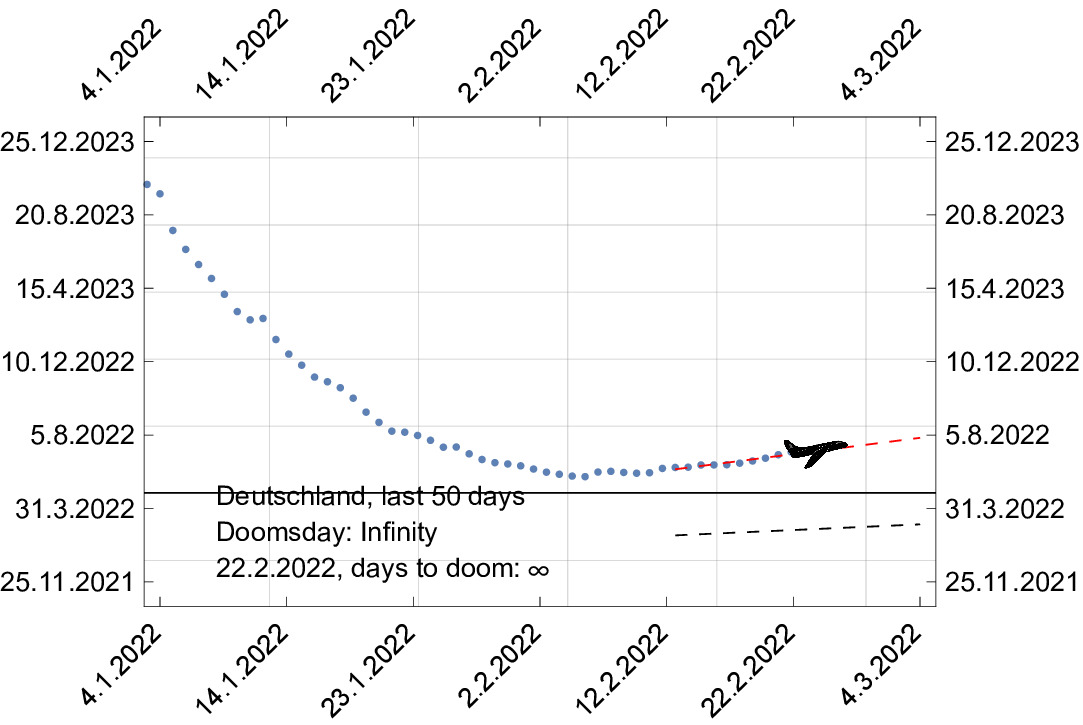 4.1.2022 14.1.2022 23.1.2022 2.2.2022 12.2.2022 22.2.2022 4.3.2022
25.12.2023 25.12.2023
20.8.2023 20.8.2023
15.4.2023 15.4.2023
10.12.2022 10.12.2022
5.8.2022 5.8.2022
Deutschland, last 50 days
31.3.2022 31.3.2022
Doomsday: Infinity
22.2.2022, days to doom: ∞
25.11.2021 25.11.2021
4.1.2022 14.1.2022 23.1.2022 2.2.2022 12.2.2022 22.2.2022 4.3.2022